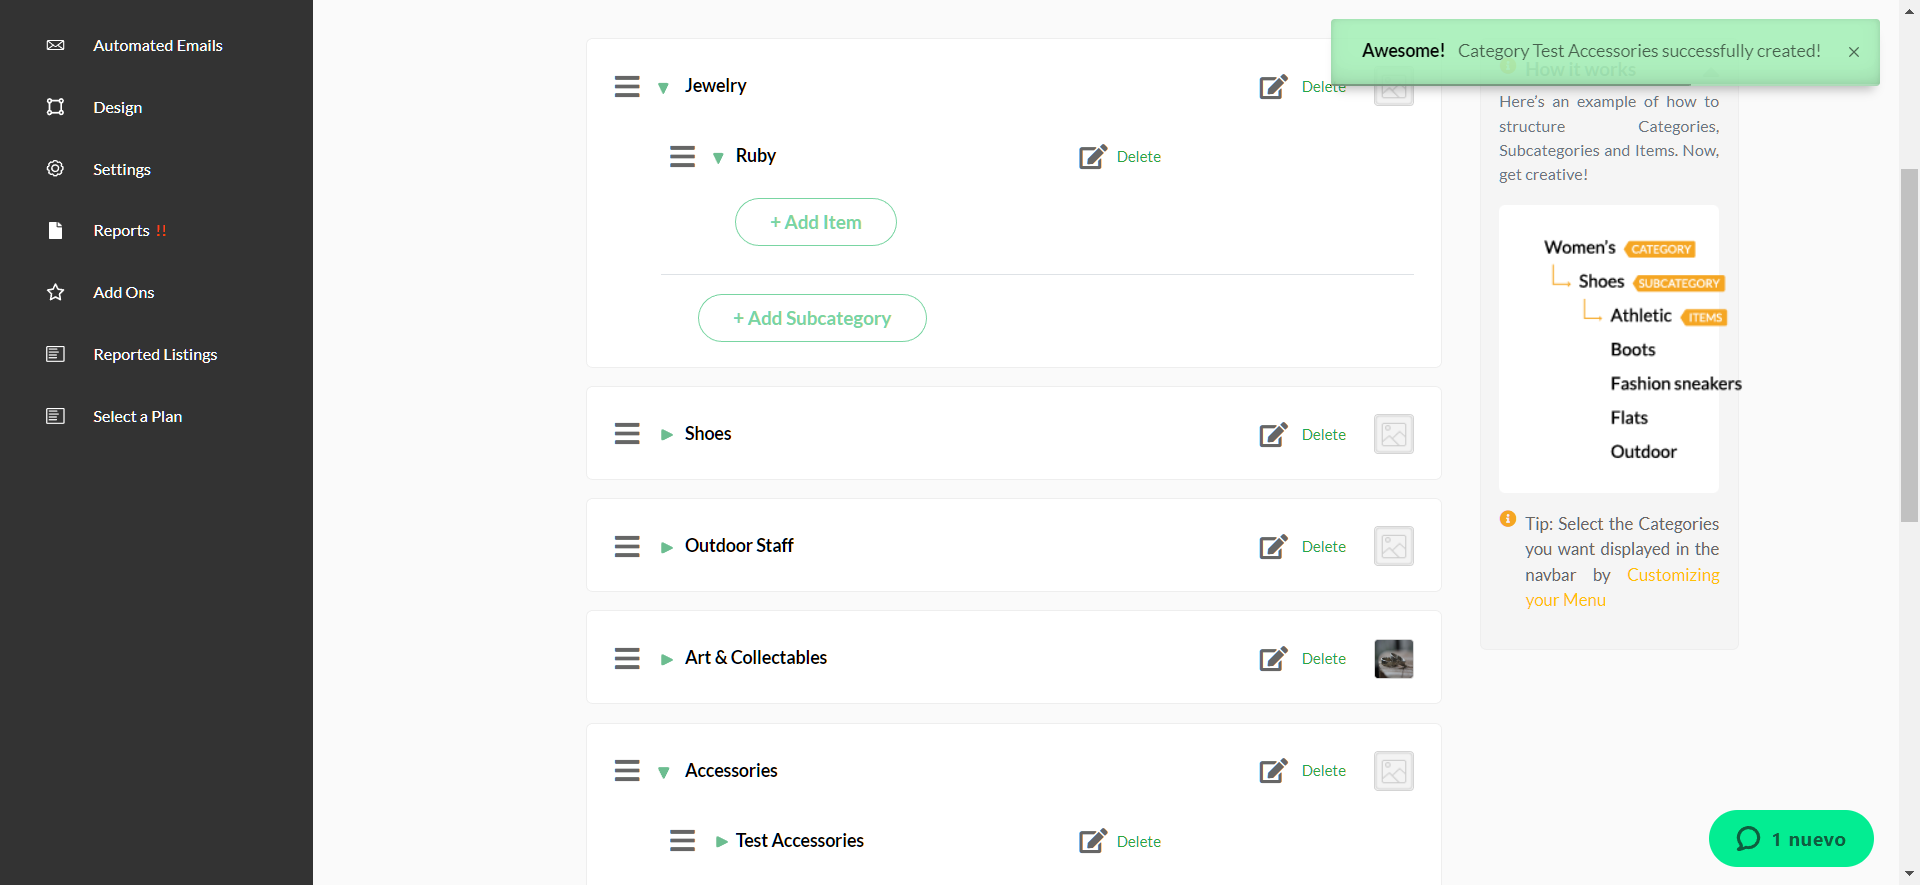 Automated Emails
Design
Settings
Reports !!
Add Ons
Reported Listings
Select a Plan
Jewelry
Delete
Ruby
Delete
+ Add Item
+ Add Subcategory
Shoes
Delete
Outdoor Staff
Delete
Art & Collectables
Delete
Accessories
Delete
Test Accessories
Delete
Awesome! Category Test Accessories successfully created! ×
How it works
Here's an example of how to
structure Categories,
Subcategories and Items. Now,
get creative!
Women's CATEGORY
Shoes SUBCATEGORY
Athletic ITEMS
Boots
Fashion sneakers
Flats
Outdoor
Tip: Select the Categories
you want displayed in the
navbar by Customizing
your Menu
1 nuevo